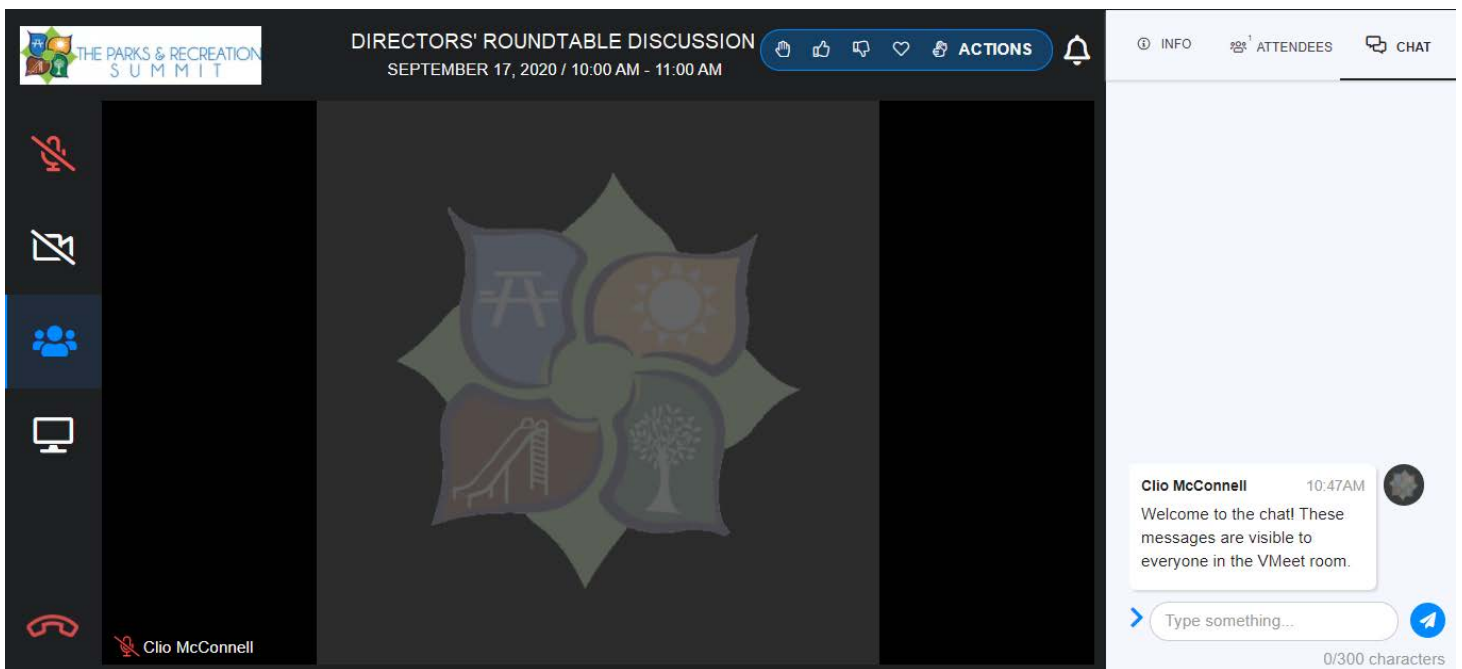 THE PARKS & RECREATION
SUMMIT
DIRECTORS' ROUNDTABLE DISCUSSION
SEPTEMBER 17, 2020 / 10:00 AM - 11:00 AM
ACTIONS
INFO
1 ATTENDEES
CHAT
Clio McConnell
Clio McConnell 10:47AM
Welcome to the chat! These
messages are visible to
everyone in the VMeet room.
Type something...
0/300 characters